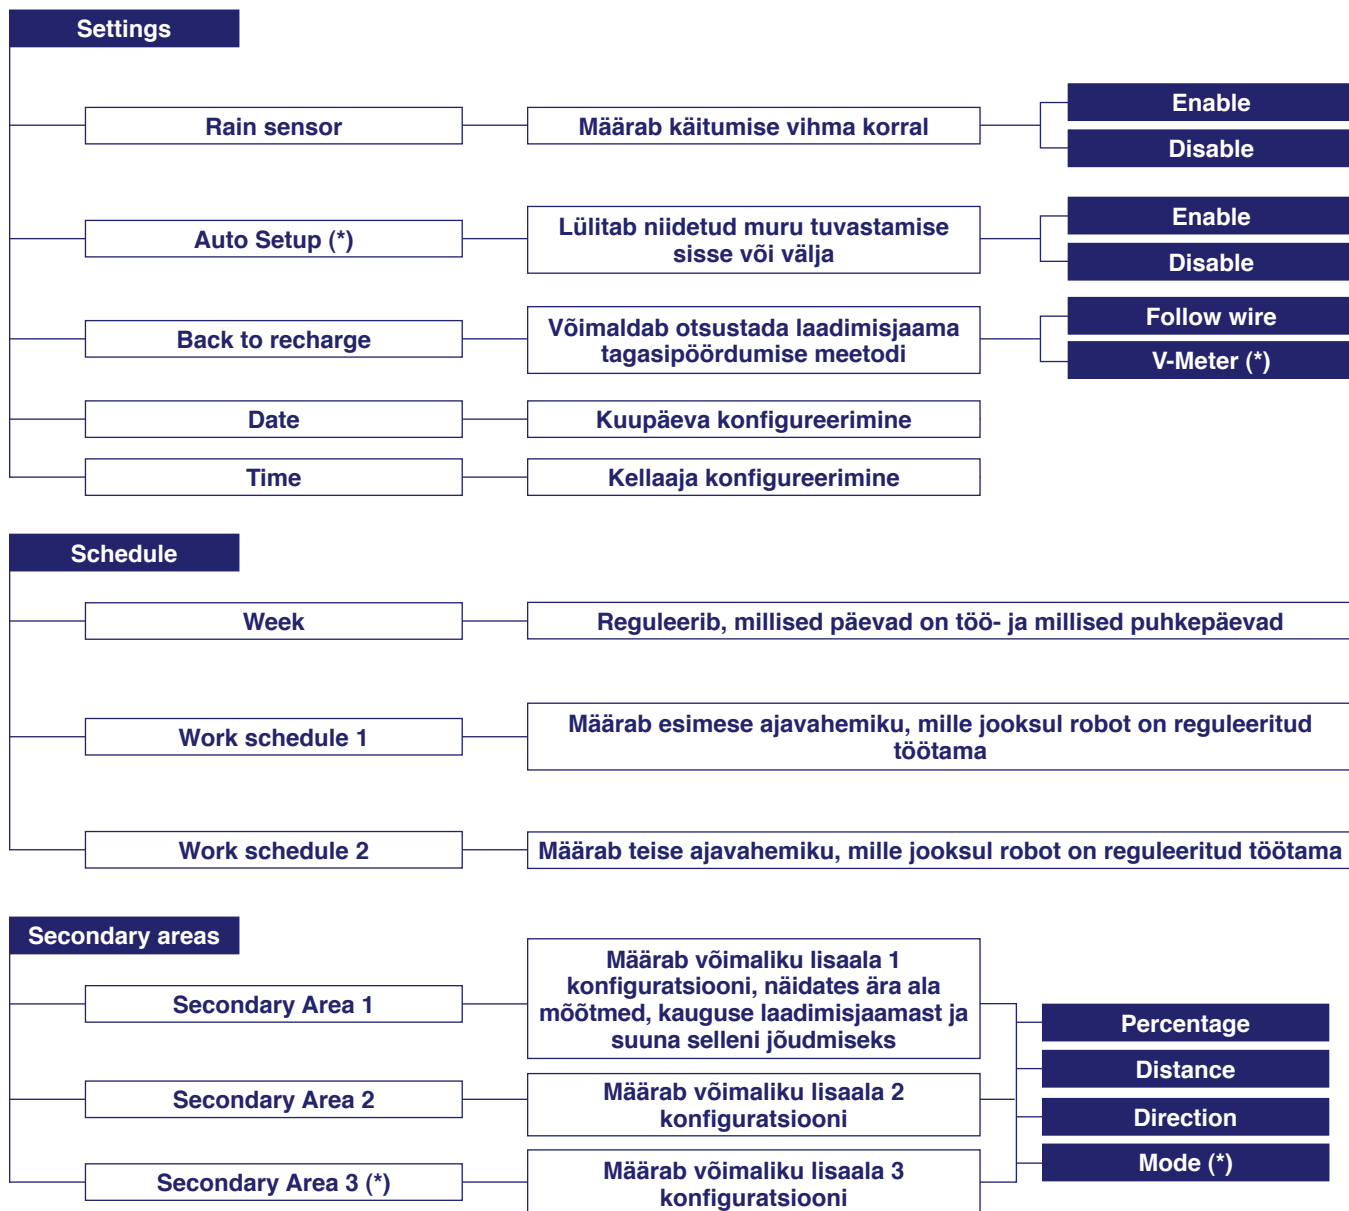 Settings
Rain sensor
Määrab käitumise vihma korral
Enable
Disable
Auto Setup (*)
Lülitab niidetud muru tuvastamise
sisse või välja
Enable
Disable
Back to recharge
Võimaldab otsustada laadimisjaama
tagasipöördumise meetodi
Follow wire
V-Meter (*)
Date
Kuupäeva konfigureerimine
Time
Kellaaja konfigureerimine
Schedule
Week
Reguleerib, millised päevad on töö- ja millised puhkepäevad
Work schedule 1
Määrab esimese ajavahemiku, mille jooksul robot on reguleeritud
töötama
Work schedule 2
Määrab teise ajavahemiku, mille jooksul robot on reguleeritud töötama
Secondary areas
Secondary Area 1
Määrab võimaliku lisaala 1
konfiguratsiooni, näidates ära ala
mõõtmed, kauguse laadimisjaamast ja
suuna selleni jõudmiseks
Secondary Area 2
Määrab võimaliku lisaala 2
konfiguratsiooni
Secondary Area 3 (*)
Määrab võimaliku lisaala 3
konfiguratsiooni
Percentage
Distance
Direction
Mode (*)